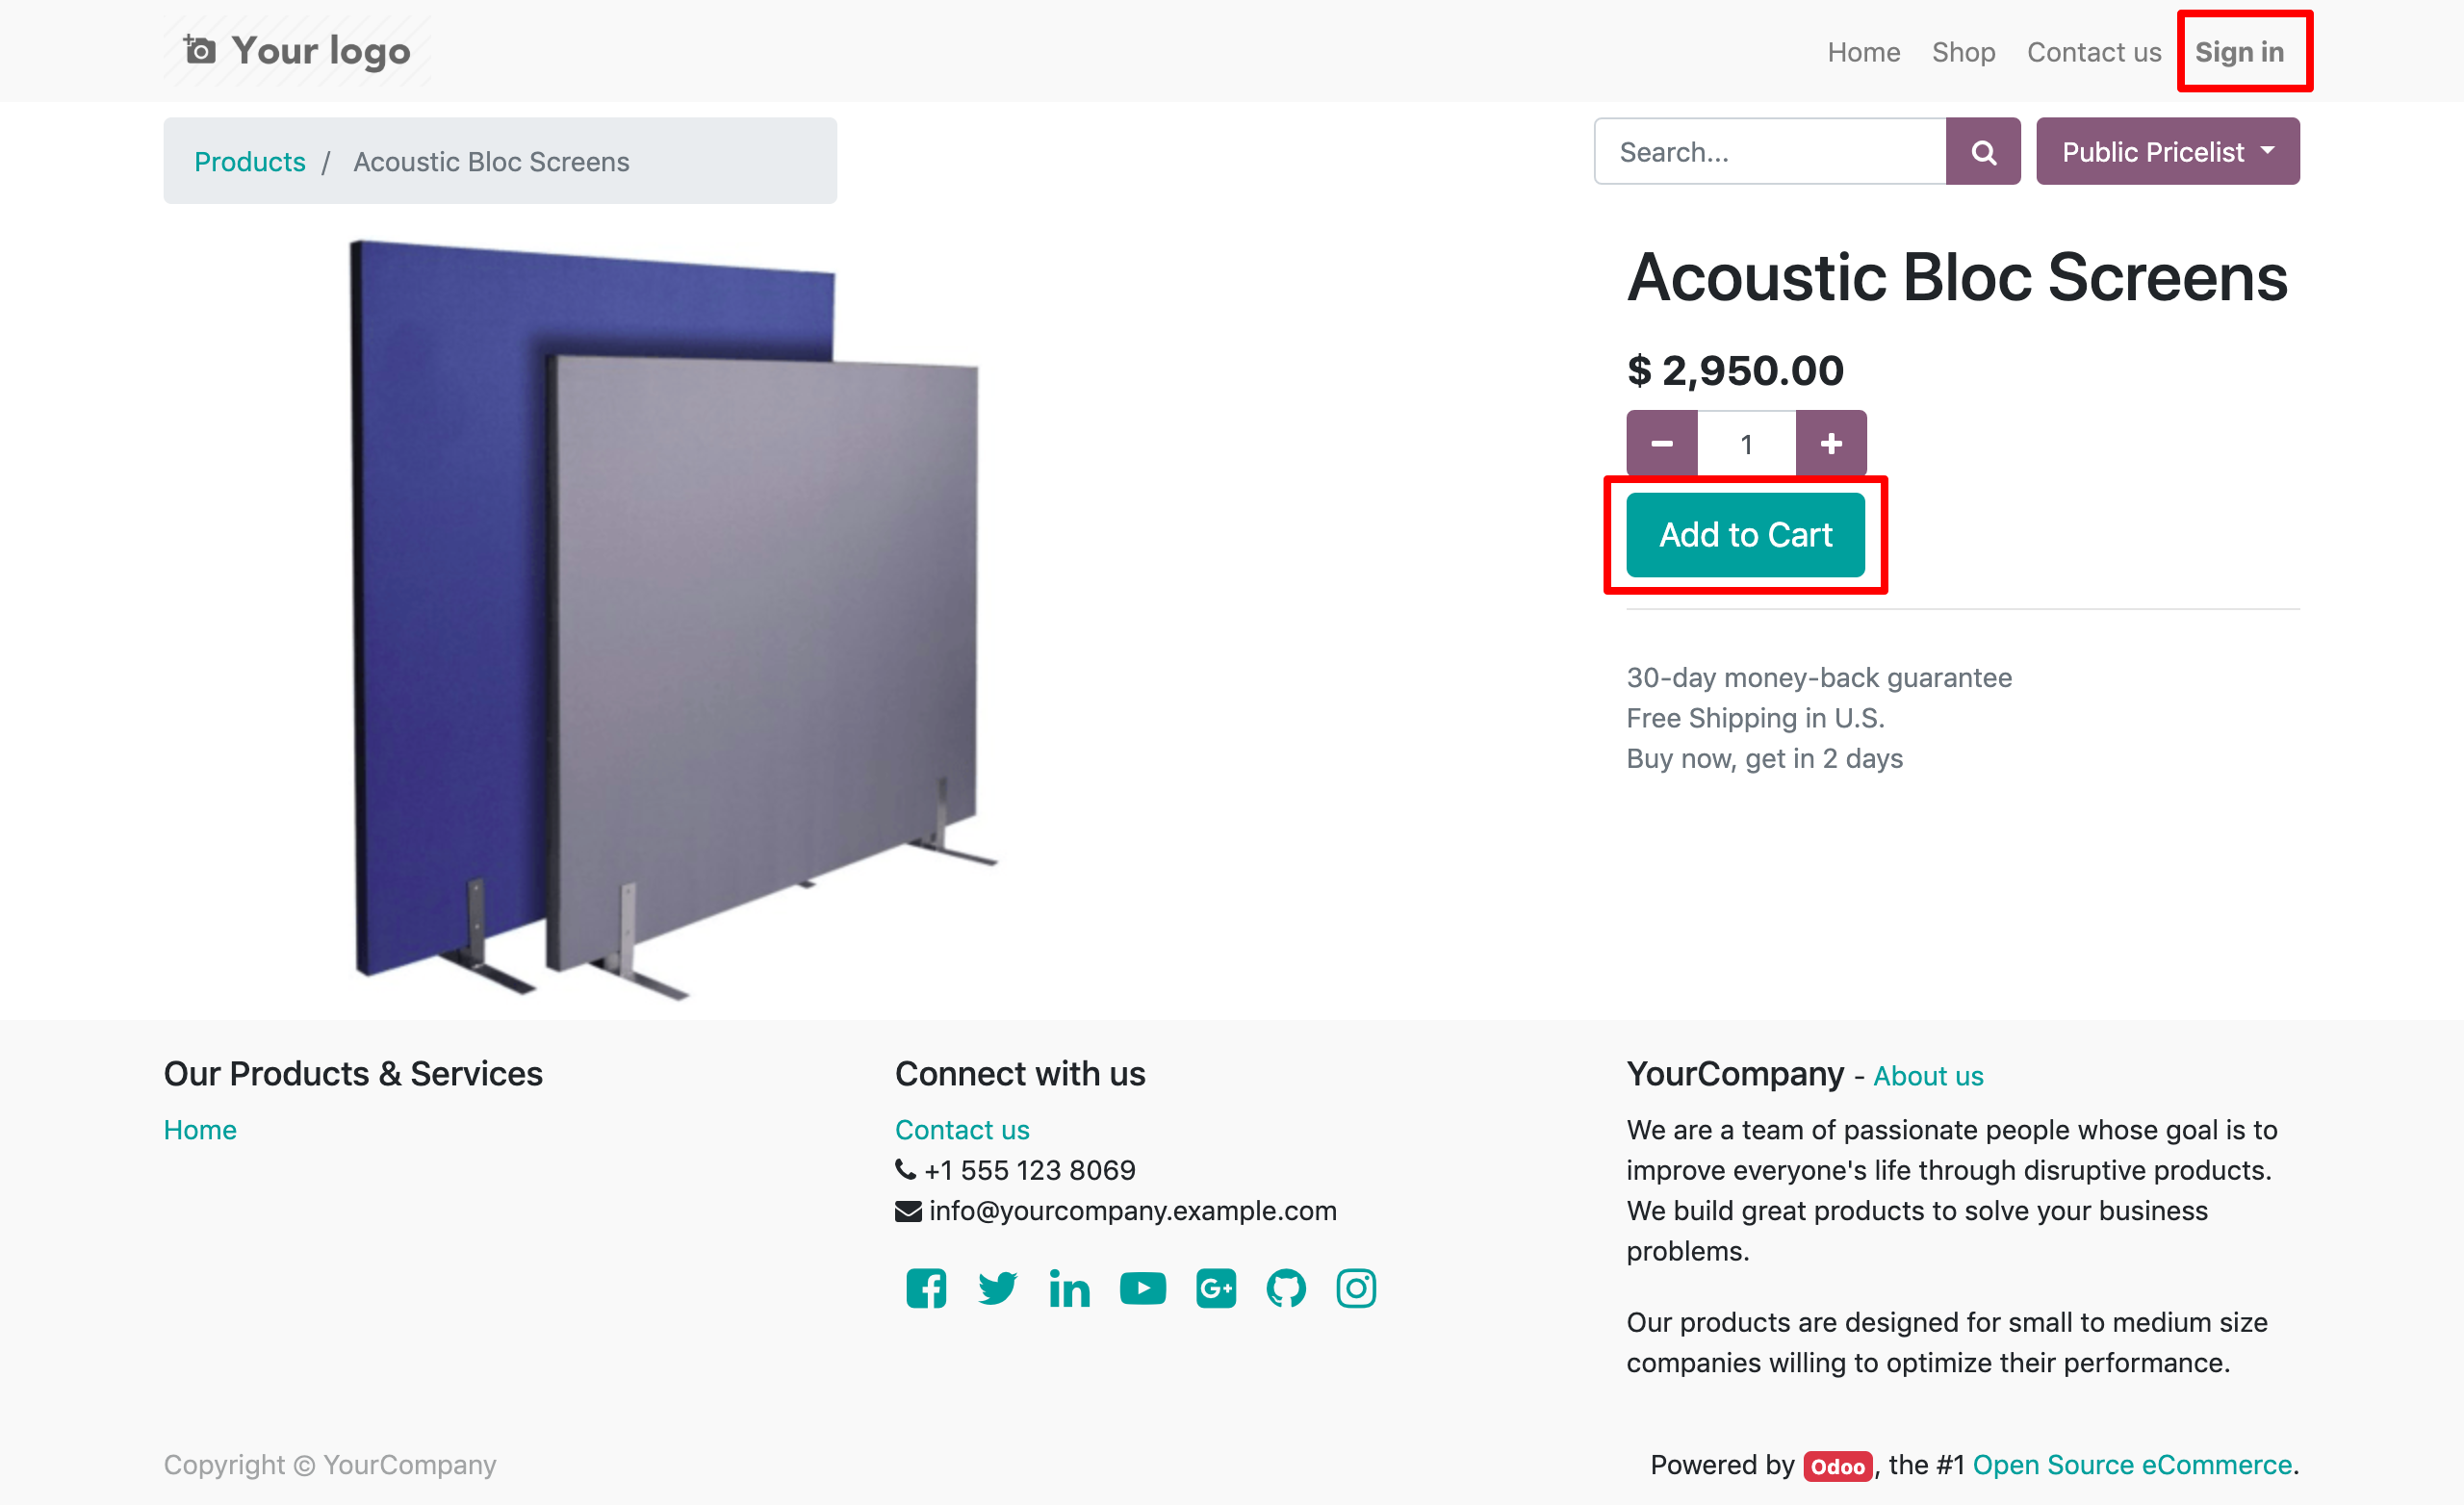 Your logo
Home Shop Contact us Sign in
Products / Acoustic Bloc Screens
Search...
Public Pricelist
Acoustic Bloc Screens
$ 2,950.00
1
Add to Cart
30-day money-back guarantee
Free Shipping in U.S.
Buy now, get in 2 days
Our Products & Services
Home
Connect with us
Contact us
+1 555 123 8069
info@yourcompany.example.com
YourCompany - About us
We are a team of passionate people whose goal is to
improve everyone's life through disruptive products.
We build great products to solve your business
problems.
Our products are designed for small to medium size
companies willing to optimize their performance.
Copyright © YourCompany
Powered by Odoo, the #1 Open Source eCommerce.